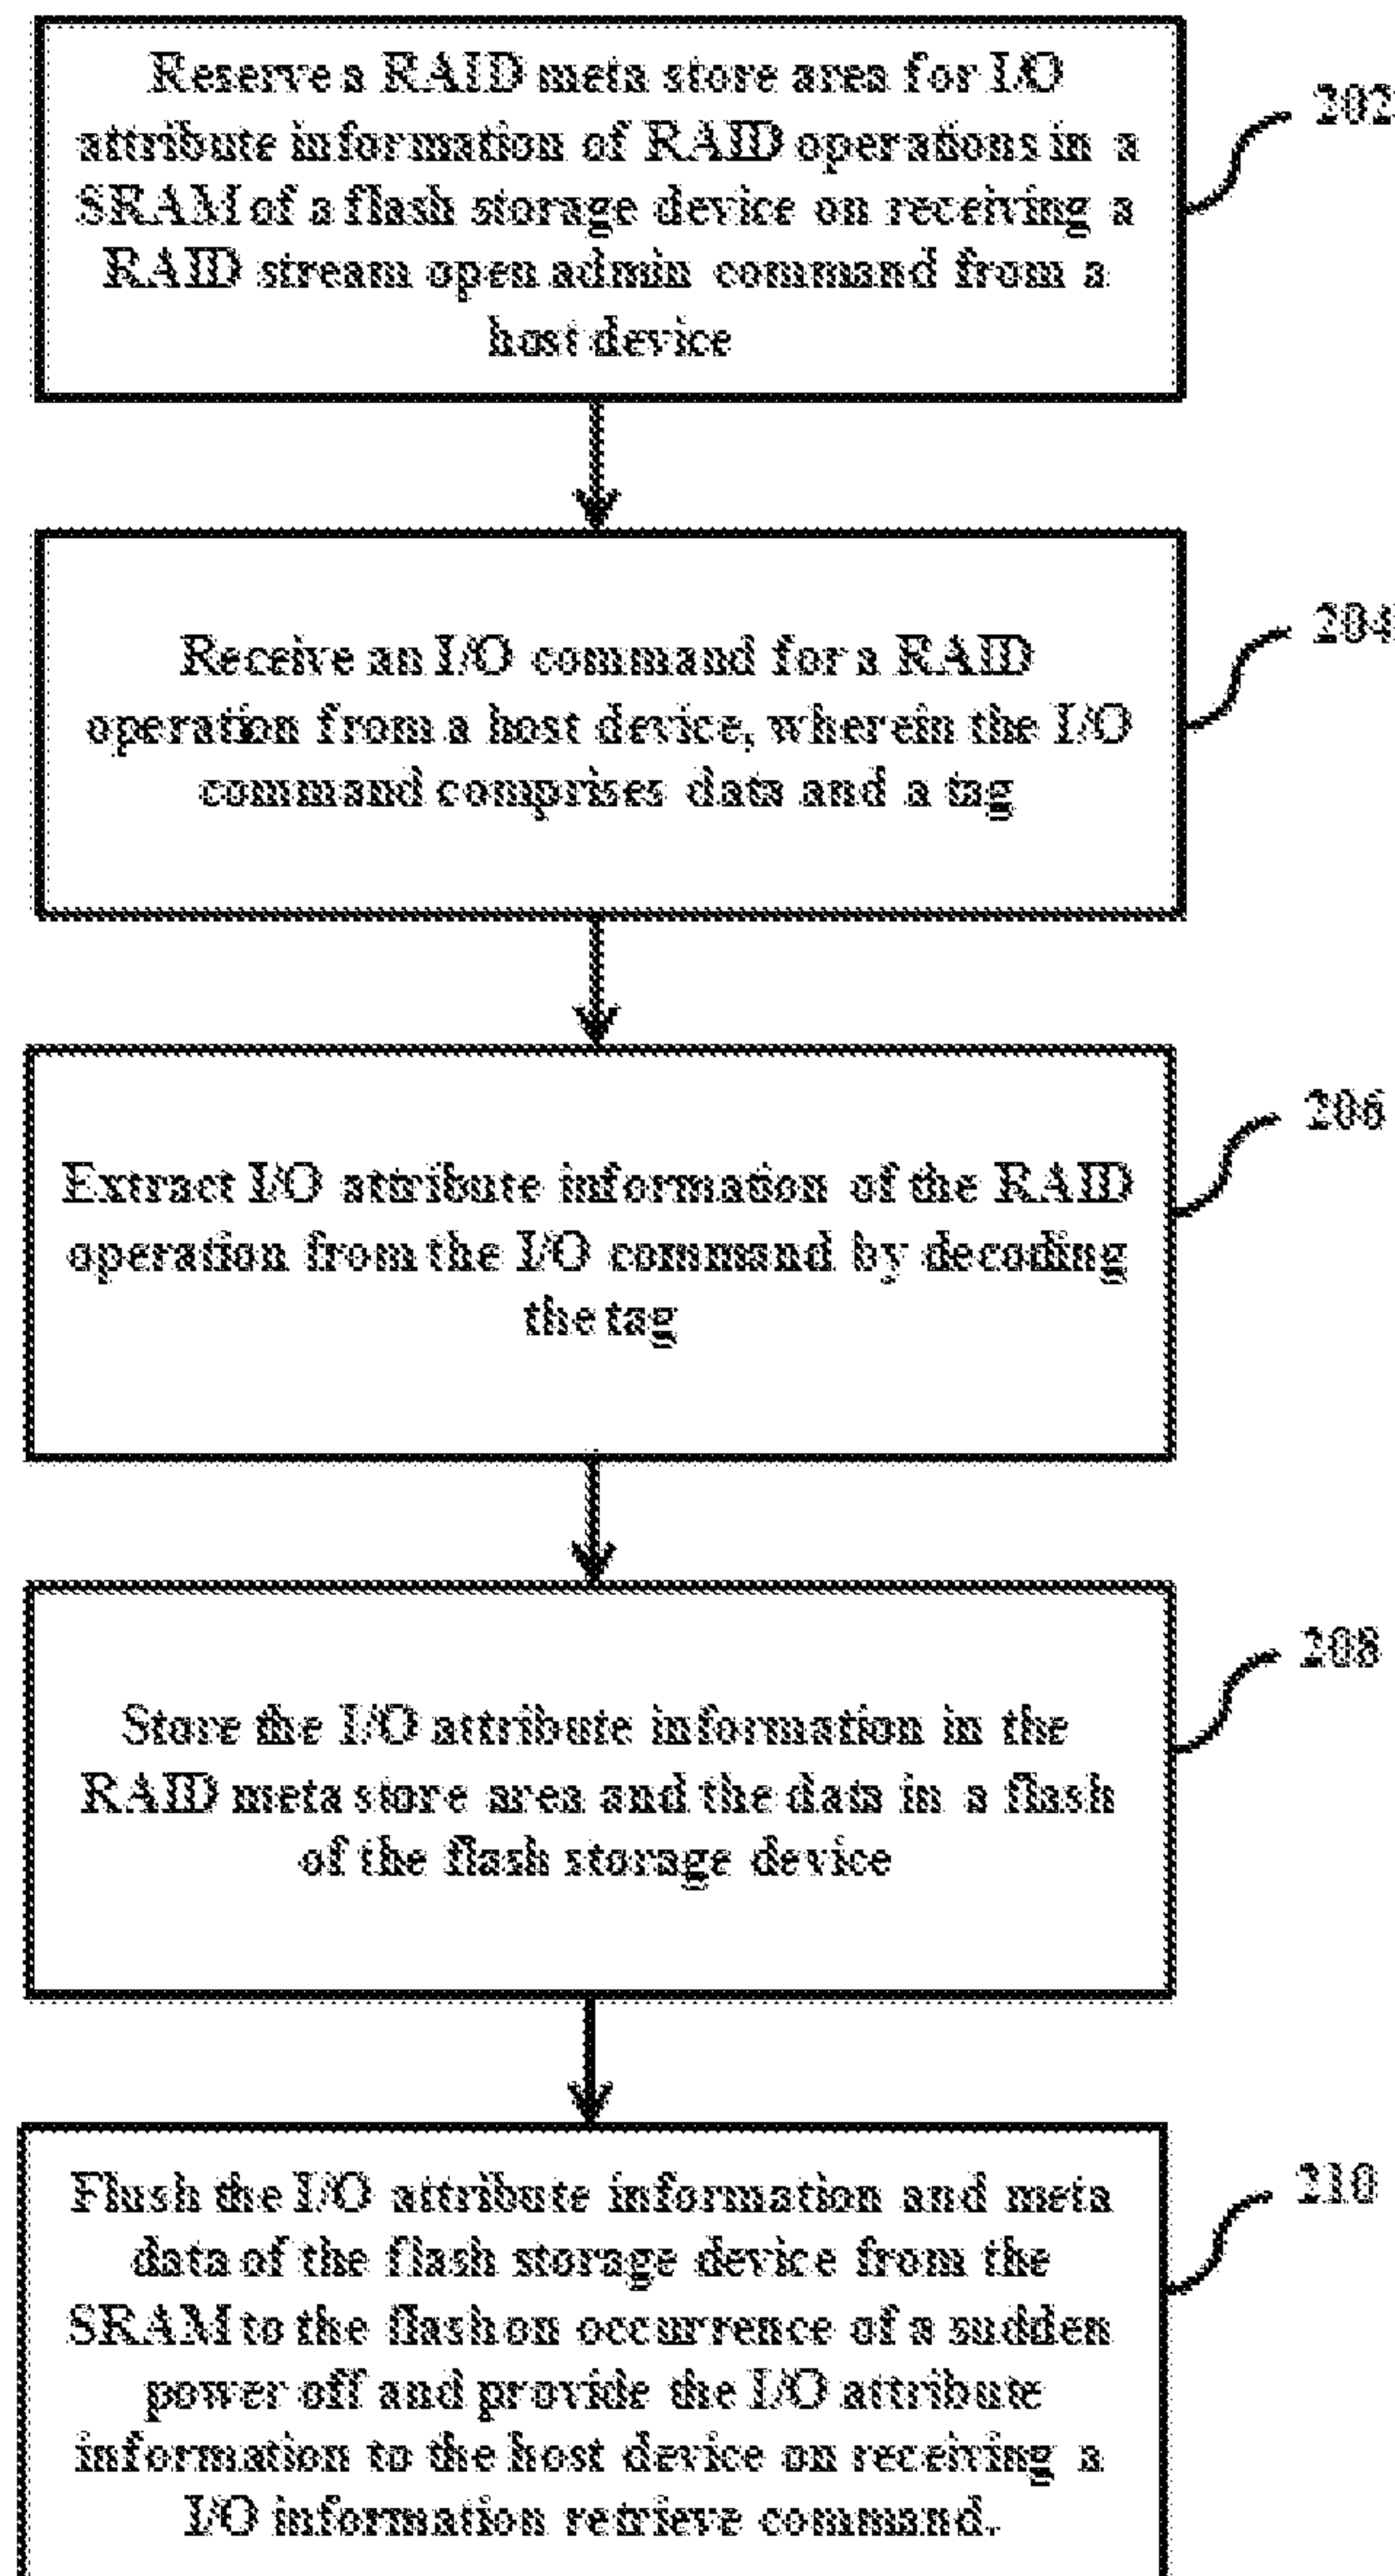 Reserve a RAID meta store area for I/O
attribute information of RAID operations in a
SRAM of a flash storage device on receiving a
RAID stream open admin command from a
host device
202
Receive an I/O command for a RAID
operation from a host device, wherein the I/O
command comprises data and a tag
204
Extract I/O attribute information of the RAID
operation from the I/O command by decoding
the tag
206
Store the I/O attribute information in the
RAID meta store area and the data in a flash
of the flash storage device
208
Flush the I/O attribute information and meta
data of the flash storage device from the
SRAM to the flash on occurrence of a sudden
power off and provide the I/O attribute
information to the host device on receiving a
I/O information retrieve command.
210